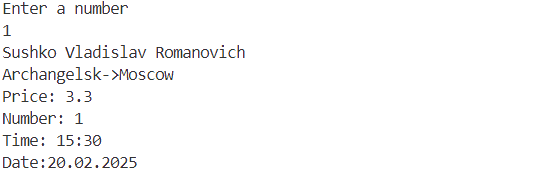 Enter a number
1
Sushko Vladislav Romanovich
Archangelsk->Moscow
Price: 3.3
Number: 1
Time: 15:30
Date:20.02.2025